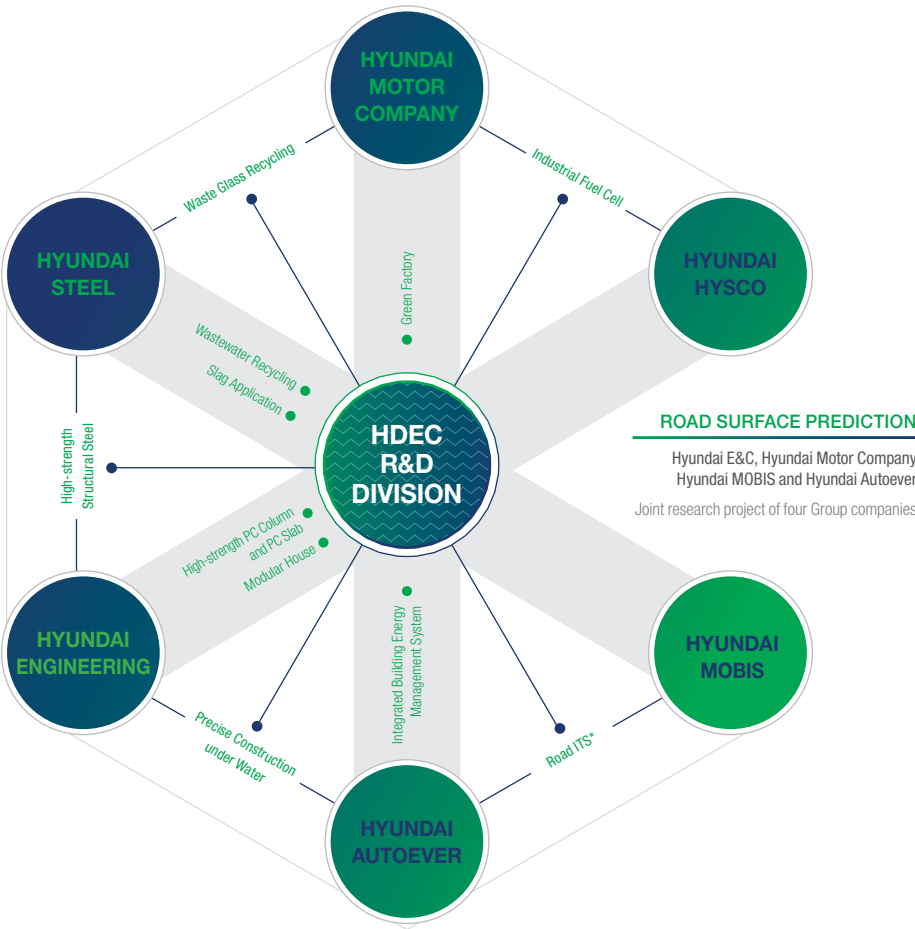 HYUNDAI
MOTOR
COMPANY
Waste Glass Recycling
Industrial Fuel Cell
HYUNDAI
STEEL
HYUNDAI
HYSCO
Green Factory
Wastewater Recycling
Slag Application
HDEC
R&D
DIVISION
ROAD SURFACE PREDICTION
Hyundai E&C, Hyundai Motor Company
Hyundai MOBIS and Hyundai Autoever
Joint research project of four Group companies
High-strength
Structural Steel
High-strength PC Column
and PC Slab
Modular House
HYUNDAI
ENGINEERING
HYUNDAI
MOBIS
Integrated Building Energy
Management System
Precise Construction
under Water
Road ITS*
HYUNDAI
AUTOEVER